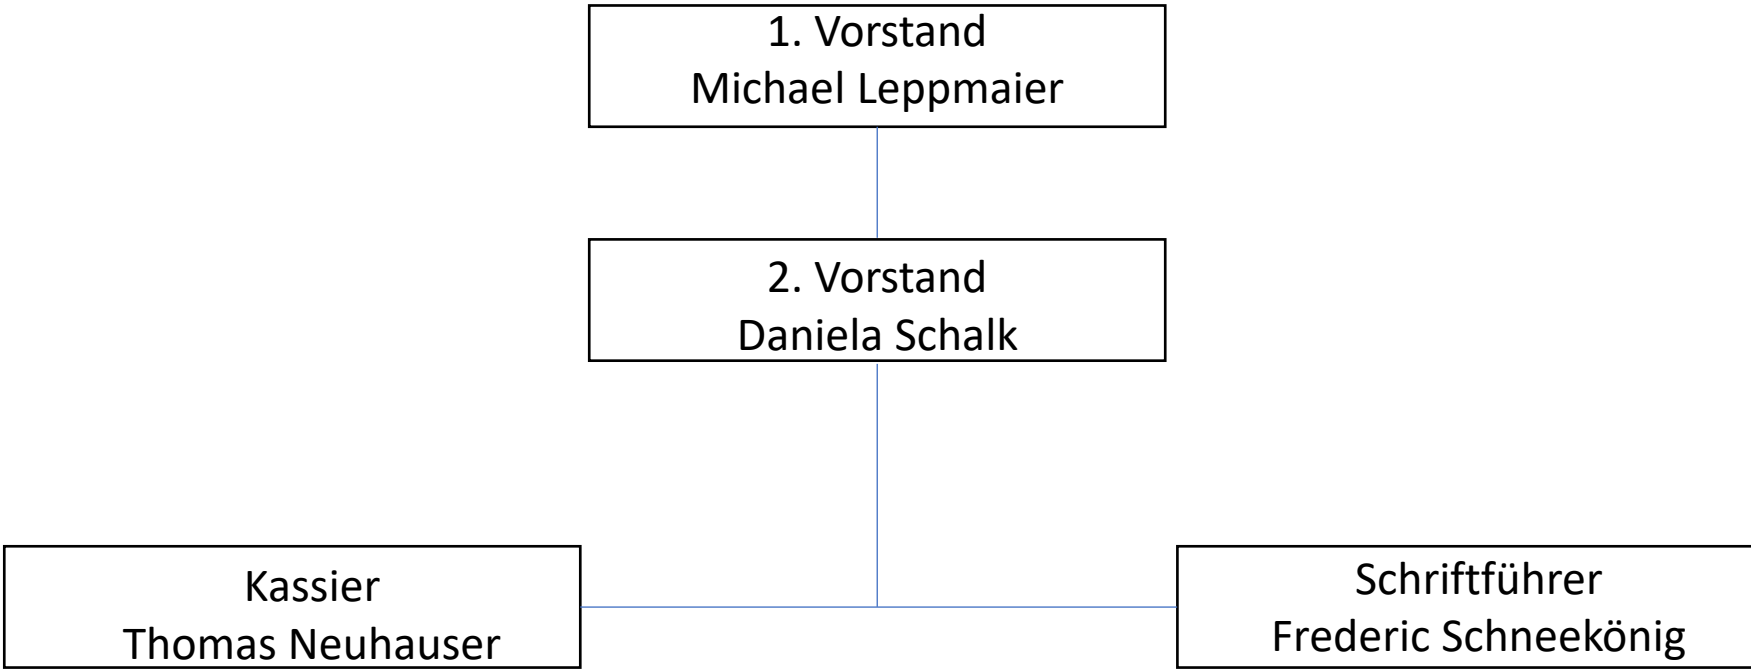 1. Vorstand
Michael Leppmaier
2. Vorstand
Daniela Schalk
Kassier
Thomas Neuhauser
Schriftführer
Frederic Schneekönig